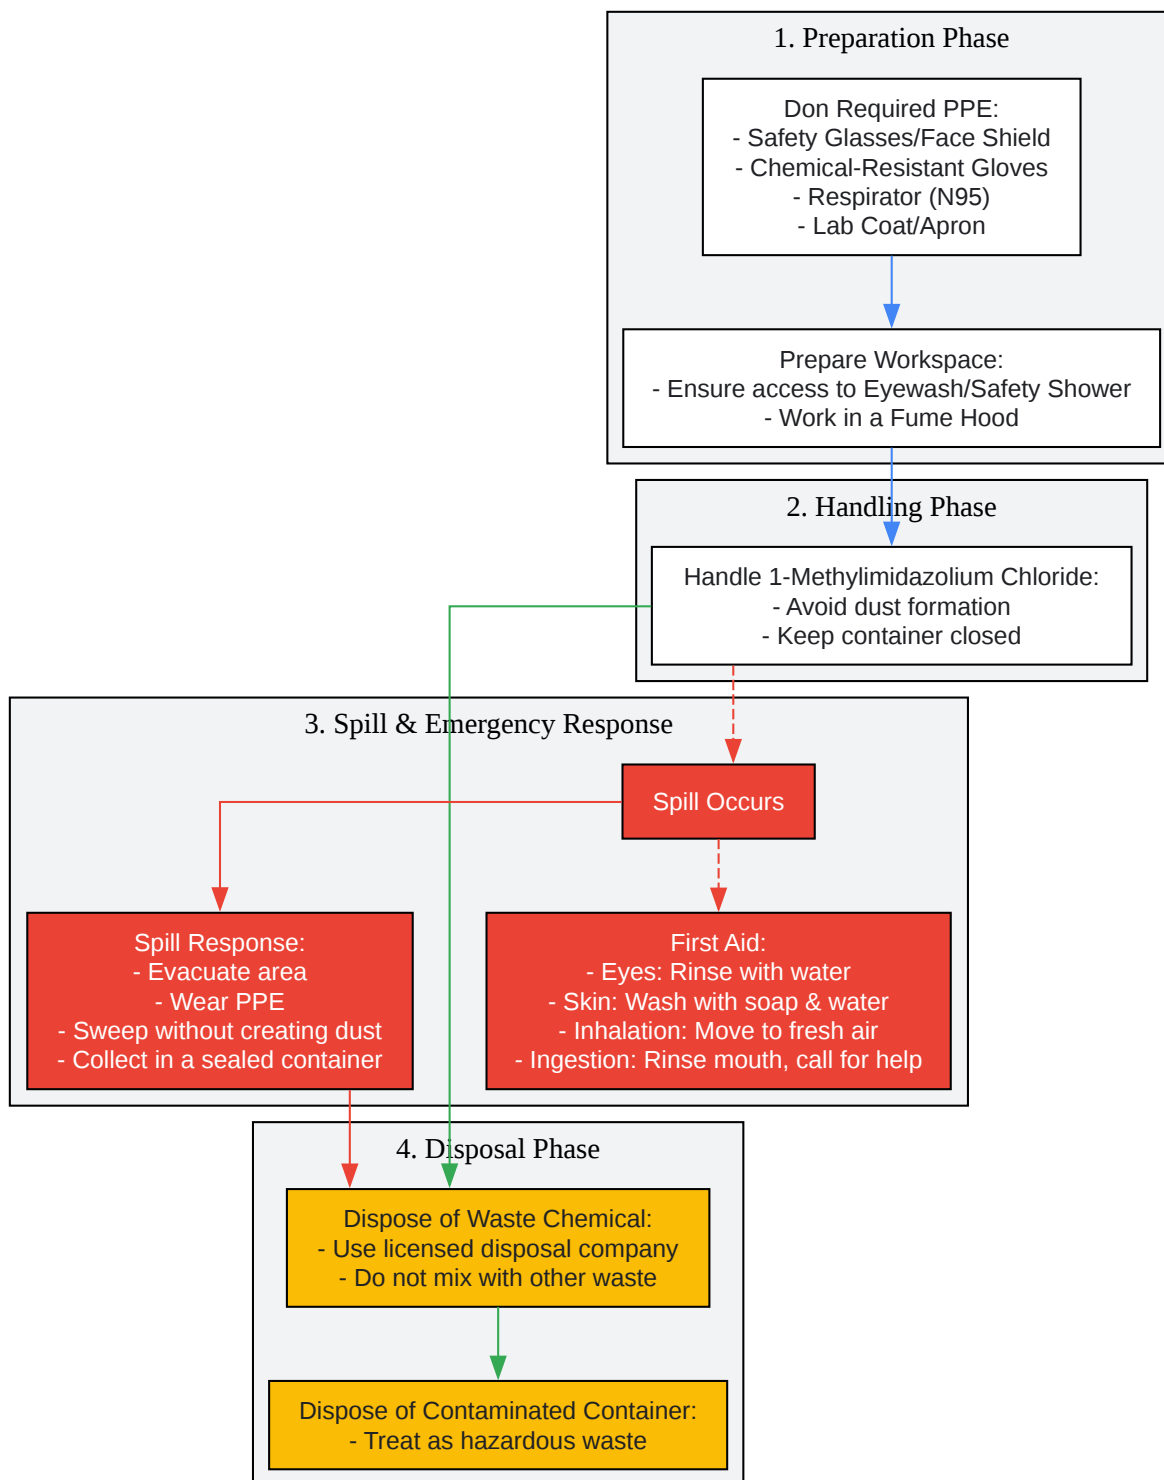 1. Preparation Phase
Don Required PPE:
- Safety Glasses/Face Shield
- Chemical-Resistant Gloves
- Respirator (N95)
- Lab Coat/Apron
Prepare Workspace:
- Ensure access to Eyewash/Safety Shower
- Work in a Fume Hood
2. Handling Phase
Handle 1-Methylimidazolium Chloride:
- Avoid dust formation
- Keep container closed
3. Spill & Emergency Response
Spill Occurs
Spill Response:
- Evacuate area
- Wear PPE
- Sweep without creating dust
- Collect in a sealed container
First Aid:
- Eyes: Rinse with water
- Skin: Wash with soap & water
- Inhalation: Move to fresh air
- Ingestion: Rinse mouth, call for help
4. Disposal Phase
Dispose of Waste Chemical:
- Use licensed disposal company
- Do not mix with other waste
Dispose of Contaminated Container:
- Treat as hazardous waste